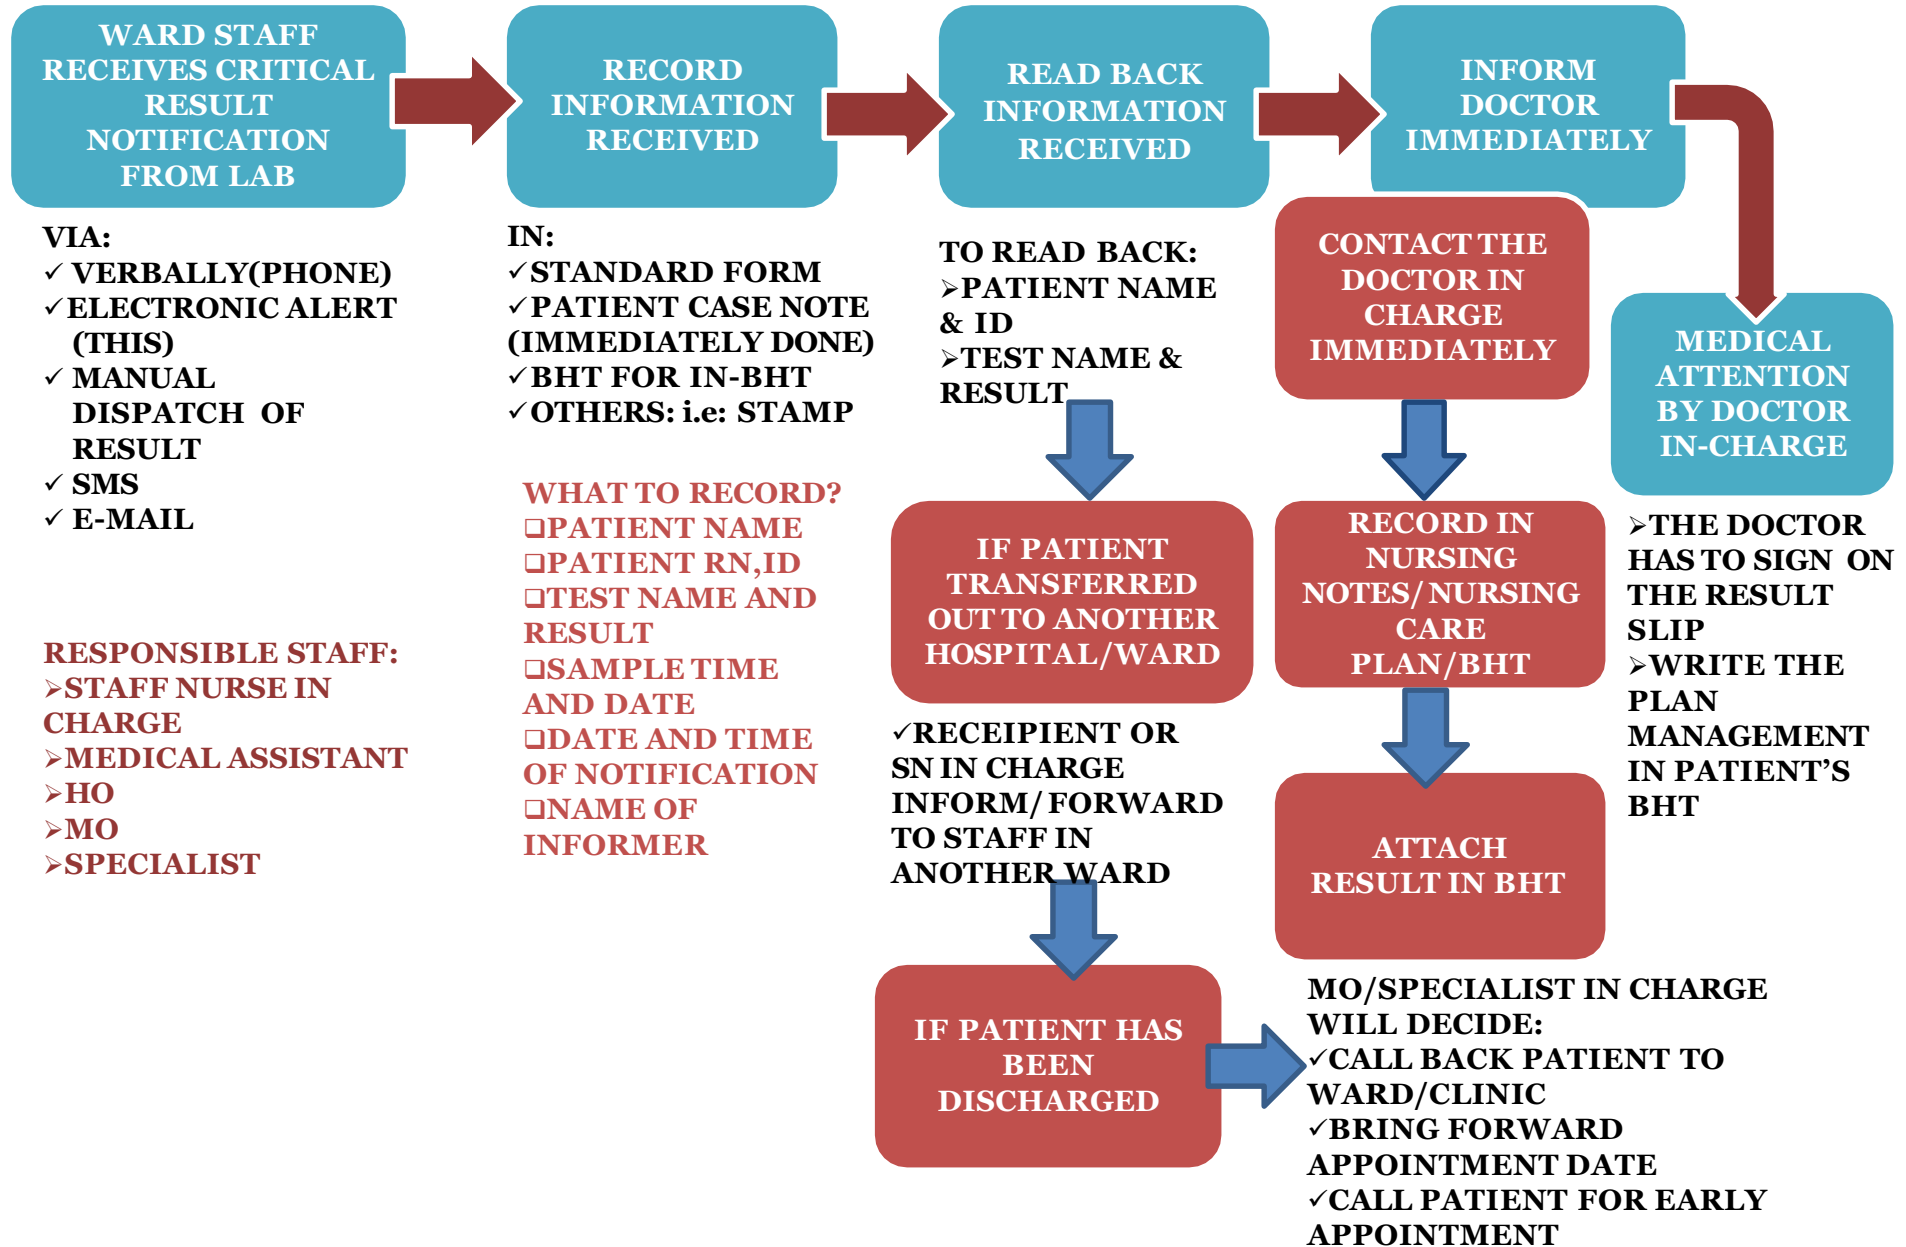 WARD STAFF
RECEIVES CRITICAL
RESULT
NOTIFICATION
FROM LAB
VIA:
✓ VERBALLY(PHONE)
✓ELECTRONIC ALERT
(THIS)
✓ MANUAL
DISPATCH OF
RESULT
✓ SMS
✓ E-MAIL
RESPONSIBLE STAFF:
➢STAFF NURSE IN
CHARGE
➢MEDICAL ASSISTANT
➢HO
➢MO
➢SPECIALIST
RECORD
INFORMATION
RECEIVED
IN:
✓STANDARD FORM
✓PATIENT CASE NOTE
(IMMEDIATELY DONE)
✓BHT FOR IN-BHT
✓OTHERS: i.e: STAMP
WHAT TO RECORD?
❑PATIENT NAME
❑PATIENT RN,ID
❑TEST NAME AND
RESULT
❑SAMPLE TIME
AND DATE
❑DATE AND TIME
OF NOTIFICATION
❑NAME OF
INFORMER
READ BACK
INFORMATION
RECEIVED
TO READ BACK:
➢PATIENT NAME
& ID
➢TEST NAME &
RESULT
IF PATIENT
TRANSFERRED
OUT TO ANOTHER
HOSPITAL/WARD
✓RECEIPIENT OR
SN IN CHARGE
INFORM/ FORWARD
TO STAFF IN
ANOTHER WARD
IF PATIENT HAS
BEEN
DISCHARGED
INFORM
DOCTOR
IMMEDIATELY
CONTACT THE
DOCTOR IN
CHARGE
IMMEDIATELY
RECORD IN
NURSING
NOTES/ NURSING
CARE
PLAN/BHT
ATTACH
RESULT IN BHT
MO/SPECIALIST IN CHARGE
WILL DECIDE:
✓CALL BACK PATIENT TO
WARD/CLINIC
✓BRING FORWARD
APPOINTMENT DATE
✓CALL PATIENT FOR EARLY
APPOINTMENT
MEDICAL
ATTENTION
BY DOCTOR
IN-CHARGE
➢THE DOCTOR
HAS TO SIGN ON
THE RESULT
SLIP
➢WRITE THE
PLAN
MANAGEMENT
IN PATIENT’S
BHT